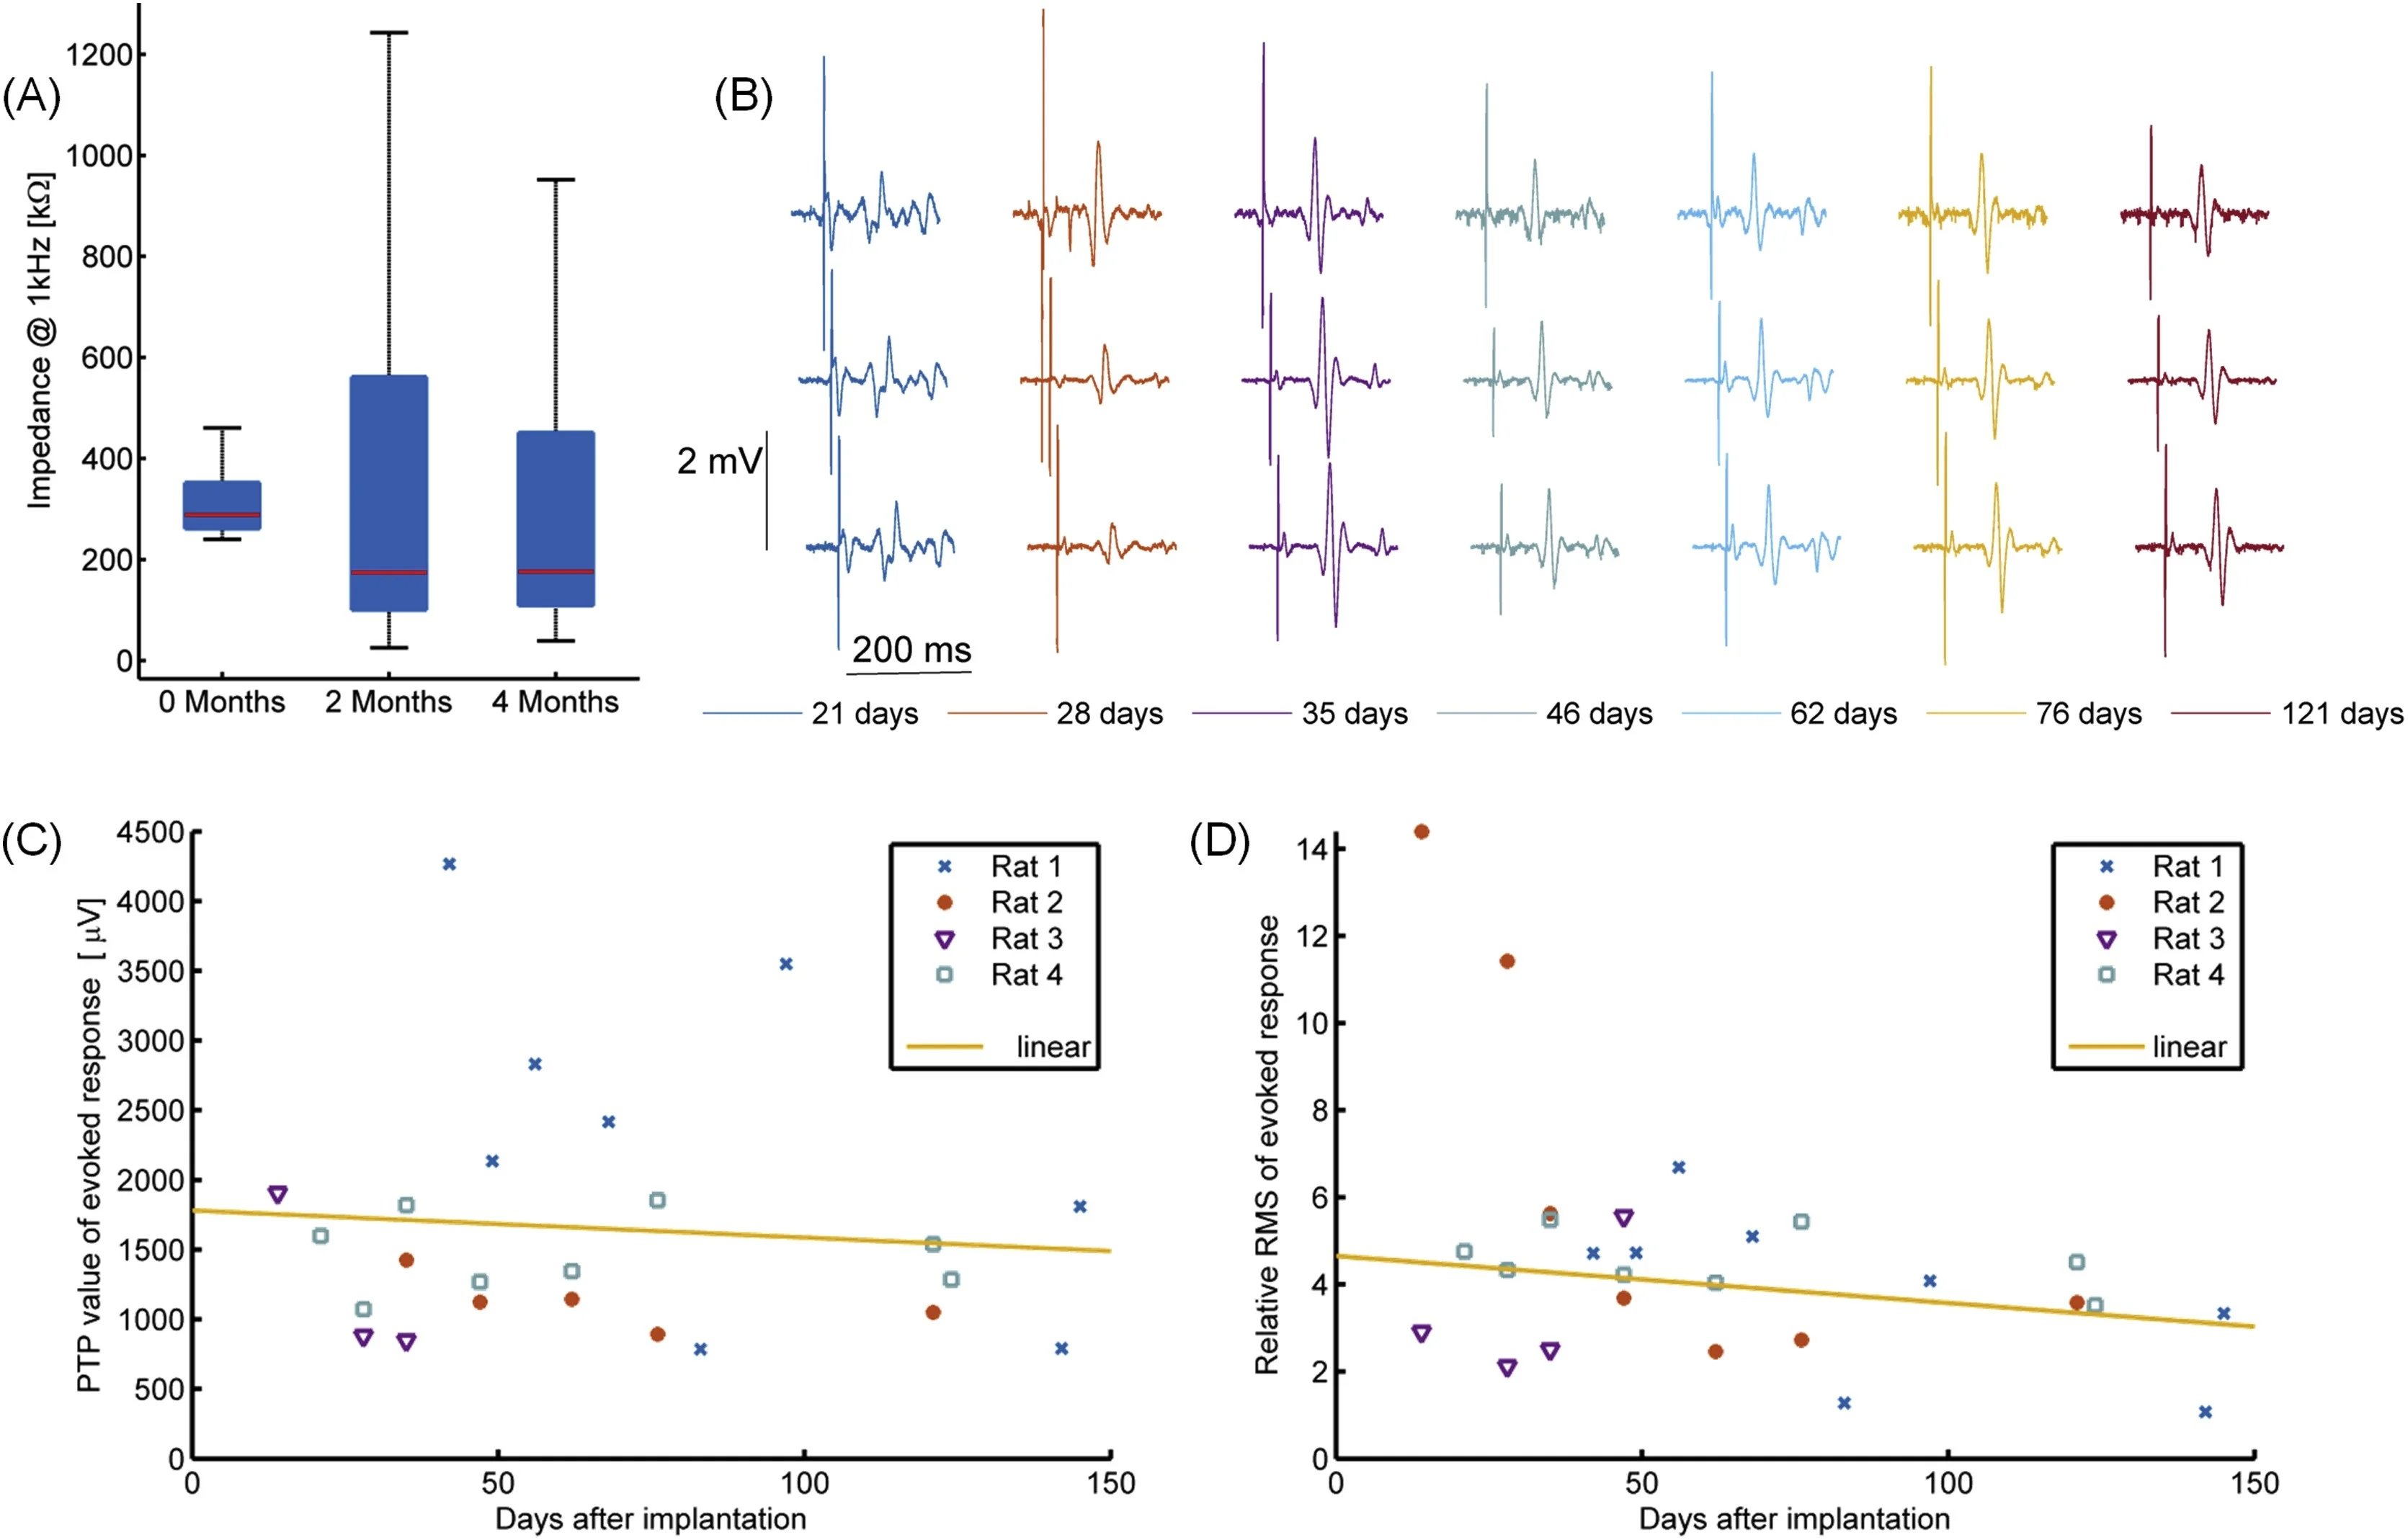 (A)
Impedance @ 1kHz [kΩ]
1200
1000
800
600
400
200
0
0 Months 2 Months 4 Months
(B)
2 mV
200 ms
21 days 28 days 35 days 46 days 62 days 76 days 121 days
(C)
PTP value of evoked response [ μV]
4500
4000
3500
3000
2500
2000
1500
1000
500
0
0 50 100 150
Days after implantation
Rat 1
Rat 2
Rat 3
Rat 4
linear
(D)
Relative RMS of evoked response
14
12
10
8
6
4
2
0
0 50 100 150
Days after implantation
Rat 1
Rat 2
Rat 3
Rat 4
linear